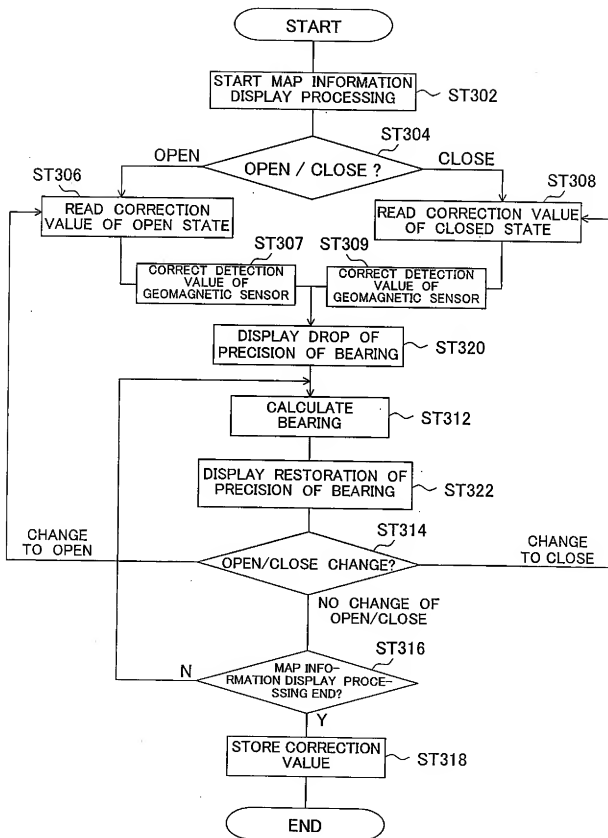 START
START MAP INFORMATION
DISPLAY PROCESSING
ST302
ST304
OPEN / CLOSE ?
OPEN
CLOSE
ST306
READ CORRECTION
VALUE OF OPEN STATE
ST308
READ CORRECTION VALUE
OF CLOSED STATE
ST307
CORRECT DETECTION
VALUE OF
GEOMAGNETIC SENSOR
ST309
CORRECT DETECTION
VALUE OF
GEOMAGNETIC SENSOR
DISPLAY DROP OF
PRECISION OF BEARING
ST320
CALCULATE
BEARING
ST312
DISPLAY RESTORATION OF
PRECISION OF BEARING
ST322
ST314
OPEN/CLOSE CHANGE?
CHANGE
TO OPEN
CHANGE
TO CLOSE
NO CHANGE OF
OPEN/CLOSE
ST316
MAP INFO-
RMATION DISPLAY PROCE-
SSING END?
N
Y
STORE CORRECTION
VALUE
ST318
END